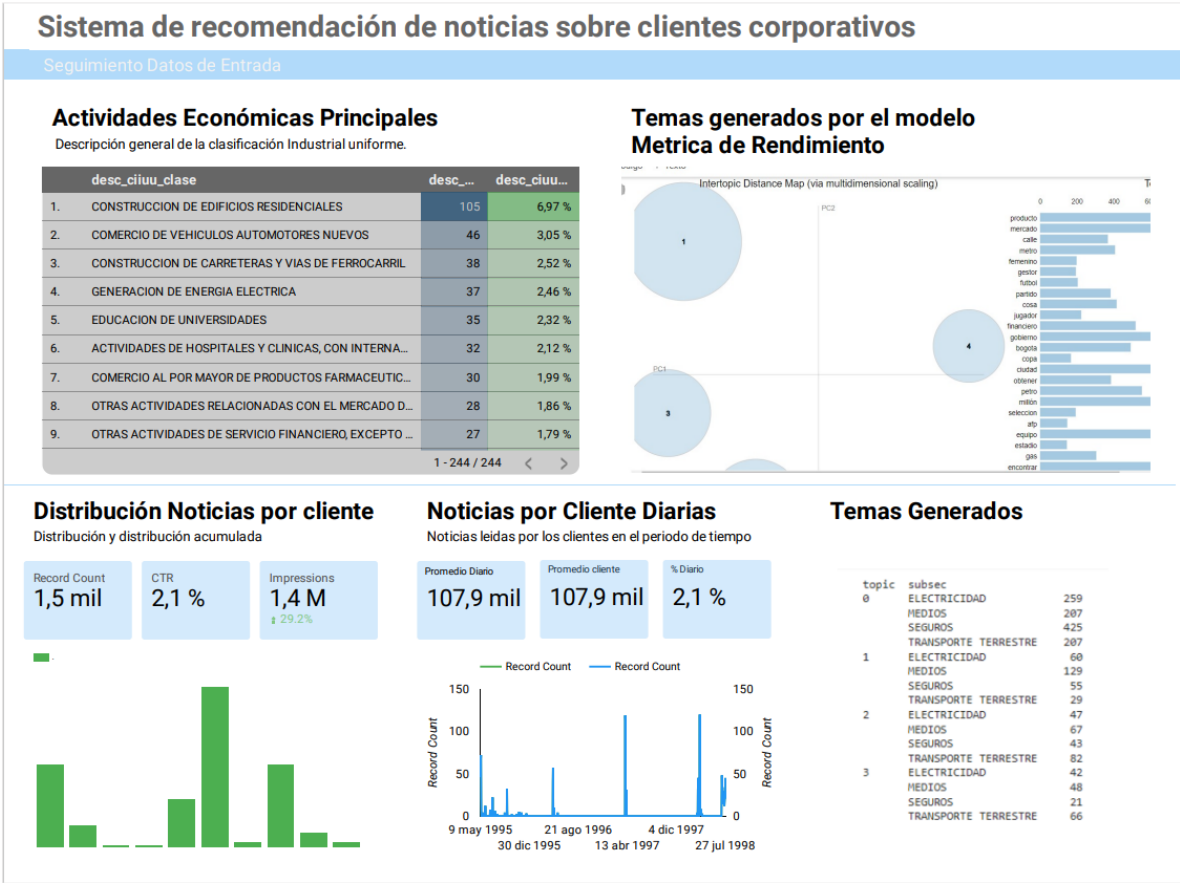 Sistema de recomendación de noticias sobre clientes corporativos
Seguimiento Datos de Entrada
Actividades Económicas Principales
Descripción general de la clasificación Industrial uniforme.
desc_ciiuu_clase desc_... desc_ciuu...
1. CONSTRUCCION DE EDIFICIOS RESIDENCIALES 105 6,97 %
2. COMERCIO DE VEHICULOS AUTOMOTORES NUEVOS 46 3,05 %
3. CONSTRUCCION DE CARRETERAS Y VIAS DE FERROCARRIL 38 2,52 %
4. GENERACION DE ENERGIA ELECTRICA 37 2,46 %
5. EDUCACION DE UNIVERSIDADES 35 2,32 %
6. ACTIVIDADES DE HOSPITALES Y CLINICAS, CON INTERNA... 32 2,12 %
7. COMERCIO AL POR MAYOR DE PRODUCTOS FARMACEUTIC... 30 1,99 %
8. OTRAS ACTIVIDADES RELACIONADAS CON EL MERCADO D... 28 1,86 %
9. OTRAS ACTIVIDADES DE SERVICIO FINANCIERO, EXCEPTO ... 27 1,79 %
1 - 244 / 244 < >
Temas generados por el modelo
Metrica de Rendimiento
Intertopic Distance Map (via multidimensional scaling)
PC2
PC1
1
4
3
0 200 400
producto
mercado
calle
metro
femenino
gestor
futbol
partido
cosa
jugador
financiero
gobierno
bogota
copa
ciudad
obtener
petro
millón
seleccion
afp
equipo
estadio
gas
encontrar
Distribución Noticias por cliente
Distribución y distribución acumulada
Record Count
1,5 mil
CTR
2,1 %
Impressions
1,4 M
29.2%
Noticias por Cliente Diarias
Noticias leidas por los clientes en el periodo de tiempo
Promedio Diario
107,9 mil
Promedio cliente
107,9 mil
% Diario
2,1 %
Record Count Record Count
150 150
100 100
50 50
0 0
Record Count
Record Count
9 may 1995 21 ago 1996 4 dic 1997
30 dic 1995 13 abr 1997 27 jul 1998
Temas Generados
topic subsec
0 ELECTRICIDAD 259
MEDIOS 207
SEGUROS 425
TRANSPORTE TERRESTRE 207
1 ELECTRICIDAD 60
MEDIOS 129
SEGUROS 55
TRANSPORTE TERRESTRE 29
2 ELECTRICIDAD 47
MEDIOS 67
SEGUROS 43
TRANSPORTE TERRESTRE 82
3 ELECTRICIDAD 42
MEDIOS 48
SEGUROS 21
TRANSPORTE TERRESTRE 66